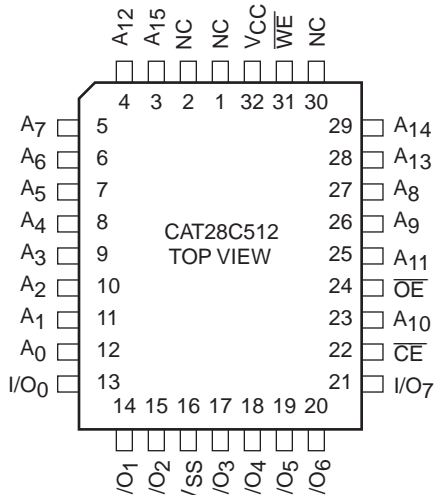 A12 A15 NC NC VCC WE NC
4 3 2 1 32 31 30
A7 5 29 A14
A6 6 28 A13
A5 7 27 A8
A4 8 26 A9
CAT28C512
TOP VIEW
A3 9 25 A11
A2 10 24 OE
A1 11 23 A10
A0 12 22 CE
I/O0 13 21 I/O7
14 15 16 17 18 19 20
/O1 /O2 /SS /O3 /O4 /O5 /O6